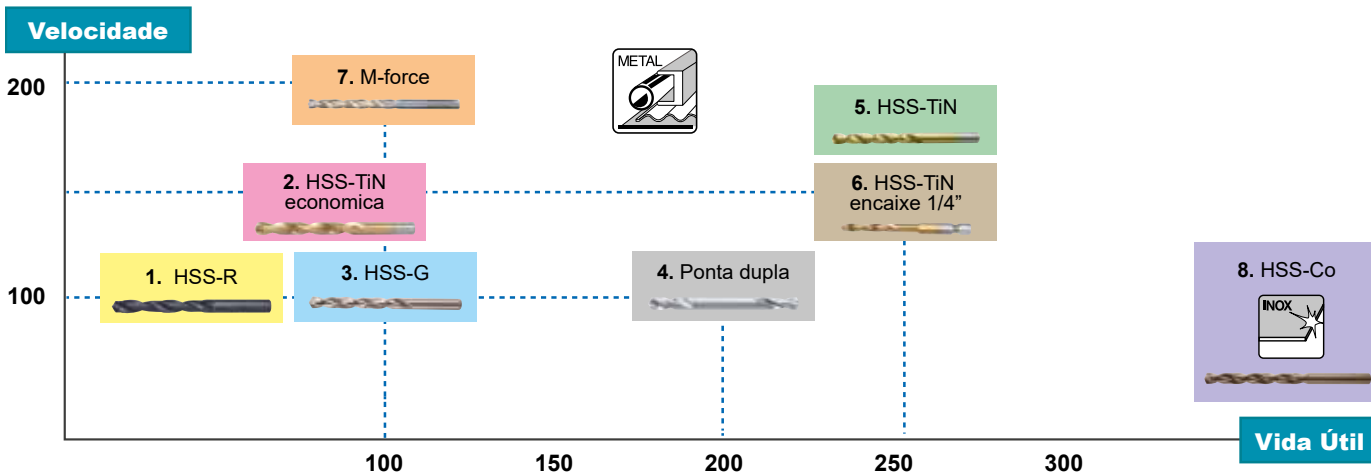 Velocidade
METAL
7. M-force
200
5. HSS-TiN
2. HSS-TiN
economica
6. HSS-TiN
encaixe 1/4”
1. HSS-R
3. HSS-G
4. Ponta dupla
8. HSS-Co
100
INOX
Vida Útil
100
150
200
250
300